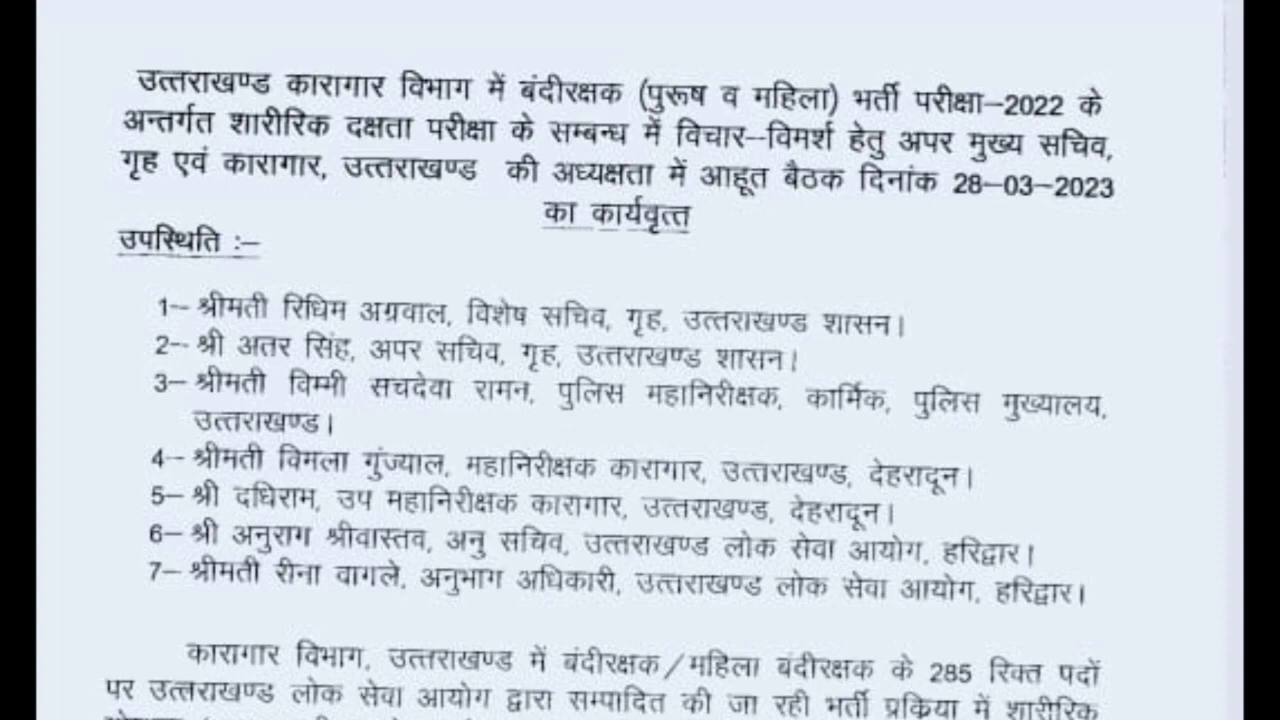 उत्तराखण्ड कारागार विभाग में बंदीरक्षक (पुरूष व महिला) भर्ती परीक्षा–2022 के
अन्तर्गत शारीरिक दक्षता परीक्षा के सम्बन्ध में विचार–विमर्श हेतु अपर मुख्य सचिव,
गृह एवं कारागार, उत्तराखण्ड की अध्यक्षता में आहूत बैठक दिनांक 28–03–2023
का कार्यवृत्त
उपस्थिति :–
1– श्रीमती रिधिम अग्रवाल, विशेष सचिव, गृह, उत्तराखण्ड शासन।
2– श्री अतर सिंह, अपर सचिव, गृह, उत्तराखण्ड शासन।
3– श्रीमती विम्मी सचदेवा रामन, पुलिस महानिरीक्षक, कार्मिक, पुलिस मुख्यालय,
उत्तराखण्ड।
4– श्रीमती विमला गुंज्याल, महानिरीक्षक कारागार, उत्तराखण्ड, देहरादून।
5– श्री दधिराम, उप महानिरीक्षक कारागार, उत्तराखण्ड, देहरादून।
6– श्री अनुराग श्रीवास्तव, अनु सचिव, उत्तराखण्ड लोक सेवा आयोग, हरिद्वार।
7– श्रीमती रीना वागले, अनुभाग अधिकारी, उत्तराखण्ड लोक सेवा आयोग, हरिद्वार।
कारागार विभाग, उत्तराखण्ड में बंदीरक्षक/महिला बंदीरक्षक के 285 रिक्त पदों
पर उत्तराखण्ड लोक सेवा आयोग द्वारा सम्पादित की जा रही भर्ती प्रक्रिया में शारीरिक